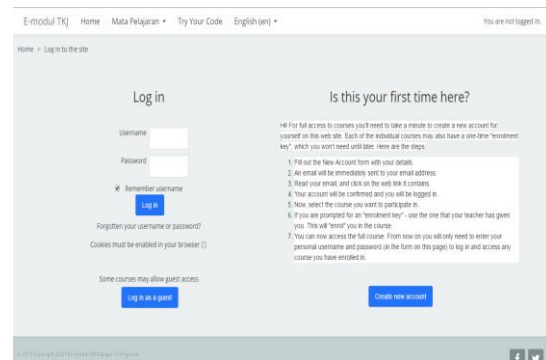 E-modul TKJ Home Mata Pelajaran Try Your Code English (en) You are not logged in.
Home > Log in to the site
Log in
Username
Password
Remember username
Log in
Forgotten your username or password?
Cookies must be enabled in your browser
Some courses may allow guest access
Log in as a guest
Is this your first time here?
Hi! For full access to courses you'll need to take a minute to create a new account for
yourself on this web site. Each of the individual courses may also have a one-time "enrolment
key", which you won't need until later. Here are the steps:
1. Fill out the New Account form with your details.
2. An email will be immediately sent to your email address.
3. Read your email, and click on the web link it contains.
4. Your account will be confirmed and you will be logged in.
5. Now, select the course you want to participate in.
6. If you are prompted for an "enrolment key" - use the one that your teacher has given
you. This will "enrol" you in the course.
7. You can now access the full course. From now on you will only need to enter your
personal username and password (in the form on this page) to log in and access any
course you have enrolled in.
Create new account